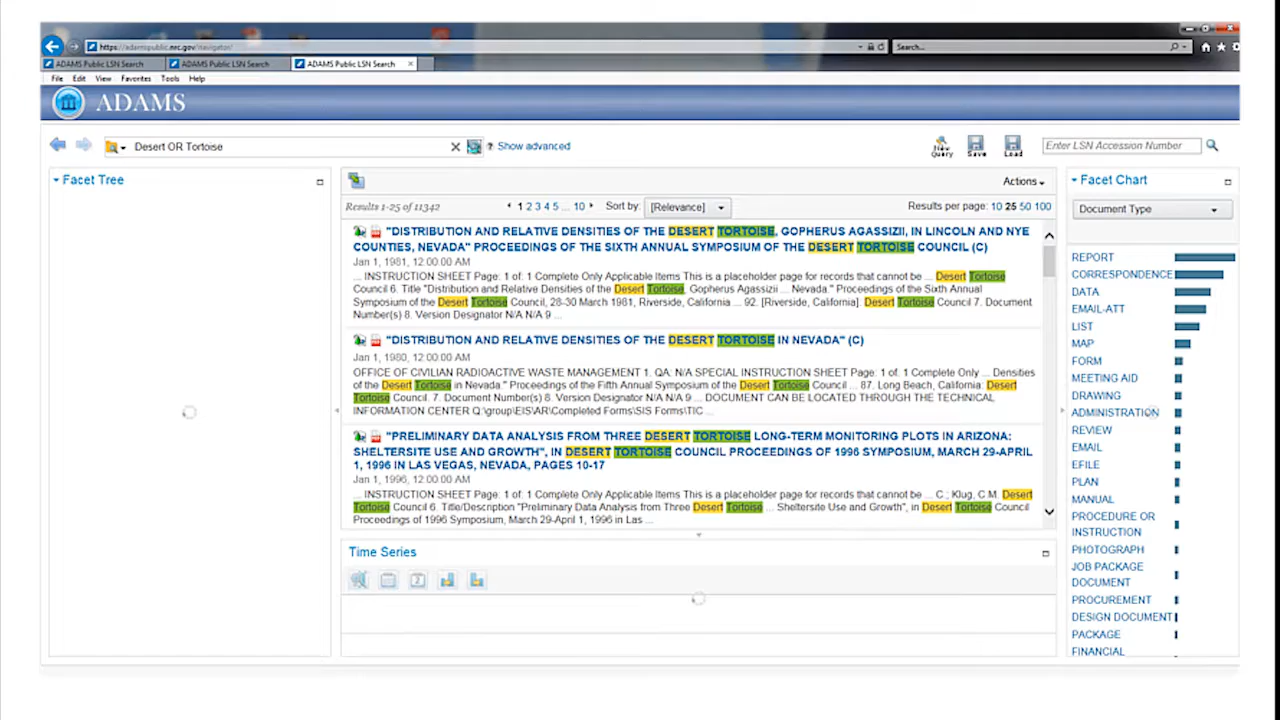 https://adamspublic.nrc.gov/navigator/
Search...
ADAMS Public LSN Search
ADAMS Public LSN Search
ADAMS Public LSN Search
File Edit View Favorites Tools Help
ADAMS
Desert OR Tortoise
? Show advanced
New Query
Save
Load
Enter LSN Accession Number
Facet Tree
Actions
Results 1-25 of 11342
1 2 3 4 5 ... 10
Sort by: [Relevance]
Results per page: 10 25 50 100
"DISTRIBUTION AND RELATIVE DENSITIES OF THE DESERT TORTOISE, GOPHERUS AGASSIZII, IN LINCOLN AND NYE
COUNTIES, NEVADA" PROCEEDINGS OF THE SIXTH ANNUAL SYMPOSIUM OF THE DESERT TORTOISE COUNCIL (C)
Jan 1, 1981, 12:00:00 AM
... INSTRUCTION SHEET Page: 1 of: 1 Complete Only Applicable Items This is a placeholder page for records that cannot be ... Desert Tortoise
Council 6. Title "Distribution and Relative Densities of the Desert Tortoise, Gopherus Agassizii ... Nevada." Proceedings of the Sixth Annual
Symposium of the Desert Tortoise Council, 28-30 March 1981, Riverside, California ... 92. [Riverside, California]: Desert Tortoise Council 7. Document
Number(s) 8. Version Designator N/A N/A 9 ...
"DISTRIBUTION AND RELATIVE DENSITIES OF THE DESERT TORTOISE IN NEVADA" (C)
Jan 1, 1980, 12:00:00 AM
OFFICE OF CIVILIAN RADIOACTIVE WASTE MANAGEMENT 1. QA: N/A SPECIAL INSTRUCTION SHEET Page: 1 of: 1 Complete Only ... Densities
of the Desert Tortoise in Nevada." Proceedings of the Fifth Annual Symposium of the Desert Tortoise Council ... 87. Long Beach, California: Desert
Tortoise Council. 7. Document Number(s) 8. Version Designator N/A N/A 9 ... DOCUMENT CAN BE LOCATED THROUGH THE TECHNICAL
INFORMATION CENTER Q:\group\EIS\AR\Completed Forms\SIS Forms\TIC ...
"PRELIMINARY DATA ANALYSIS FROM THREE DESERT TORTOISE LONG-TERM MONITORING PLOTS IN ARIZONA:
SHELTERSITE USE AND GROWTH", IN DESERT TORTOISE COUNCIL PROCEEDINGS OF 1996 SYMPOSIUM, MARCH 29-APRIL
1, 1996 IN LAS VEGAS, NEVADA, PAGES 10-17
Jan 1, 1996, 12:00:00 AM
... INSTRUCTION SHEET Page: 1 of: 1 Complete Only Applicable Items This is a placeholder page for records that cannot be ... C.; Klug, C.M. Desert
Tortoise Council 6. Title/Description "Preliminary Data Analysis from Three Desert Tortoise ... Sheltersite Use and Growth", in Desert Tortoise Council
Proceedings of 1996 Symposium, March 29-April 1, 1996 in Las ...
Time Series
Facet Chart
Document Type
REPORT
CORRESPONDENCE
DATA
EMAIL-ATT
LIST
MAP
FORM
MEETING AID
DRAWING
ADMINISTRATION
REVIEW
EMAIL
EFILE
PLAN
MANUAL
PROCEDURE OR
INSTRUCTION
PHOTOGRAPH
JOB PACKAGE
DOCUMENT
PROCUREMENT
DESIGN DOCUMENT
PACKAGE
FINANCIAL